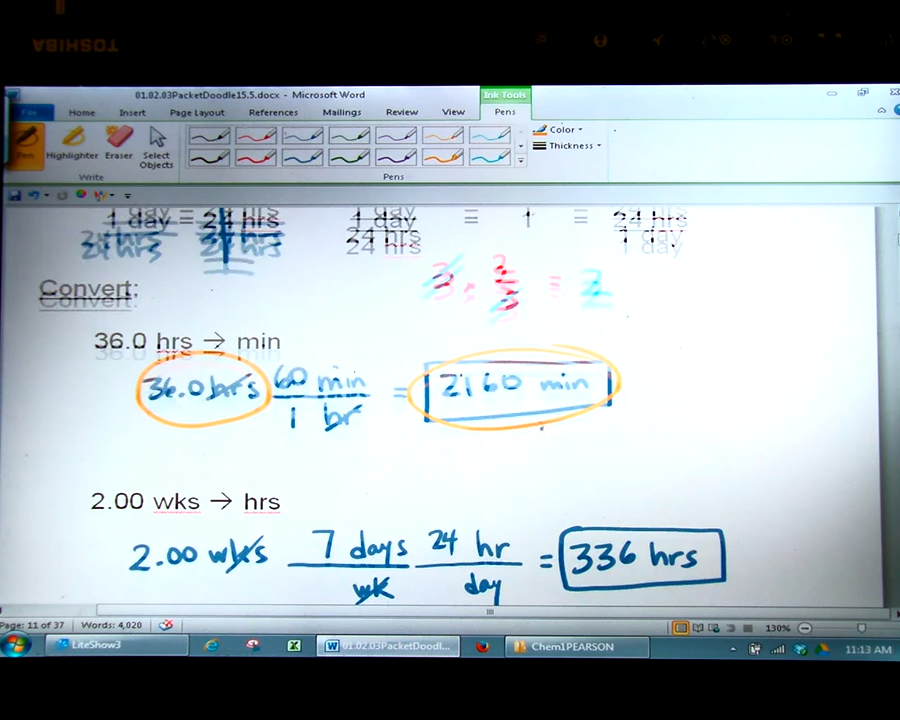 TOSHIBA
01.02.03PacketDoodle15.5.docx - Microsoft Word
Ink Tools
File Home Insert Page Layout References Mailings Review View Pens
Pen Highlighter Eraser Select Objects
Color
Thickness
Write Pens
1 day = 24 hrs 1 day = 1 = 24 hrs
24 hrs 24 hrs 24 hrs 1 day
Convert:
36.0 hrs → min
36.0 hrs 60 min = 2160 min
1 hr
2.00 wks → hrs
2.00 wks 7 days 24 hr = 336 hrs
wk day
Page: 11 of 37 Words: 4,020 130%
LiteShow3 01.02.03PacketDoodl... Chem1PEARSON 11:13 AM